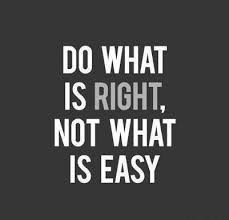 DO WHAT
IS RIGHT,
NOT WHAT
IS EASY